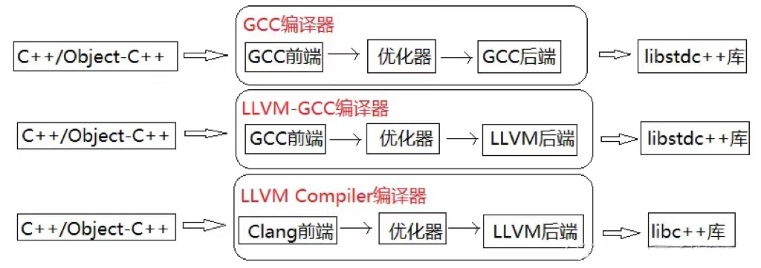 GCC编译器
C++/Object-C++ GCC前端 优化器 GCC后端 libstdc++库
LLVM-GCC编译器
C++/Object-C++ GCC前端 优化器 LLVM后端 libstdc++库
LLVM Compiler编译器
C++/Object-C++ Clang前端 优化器 LLVM后端 libc++库